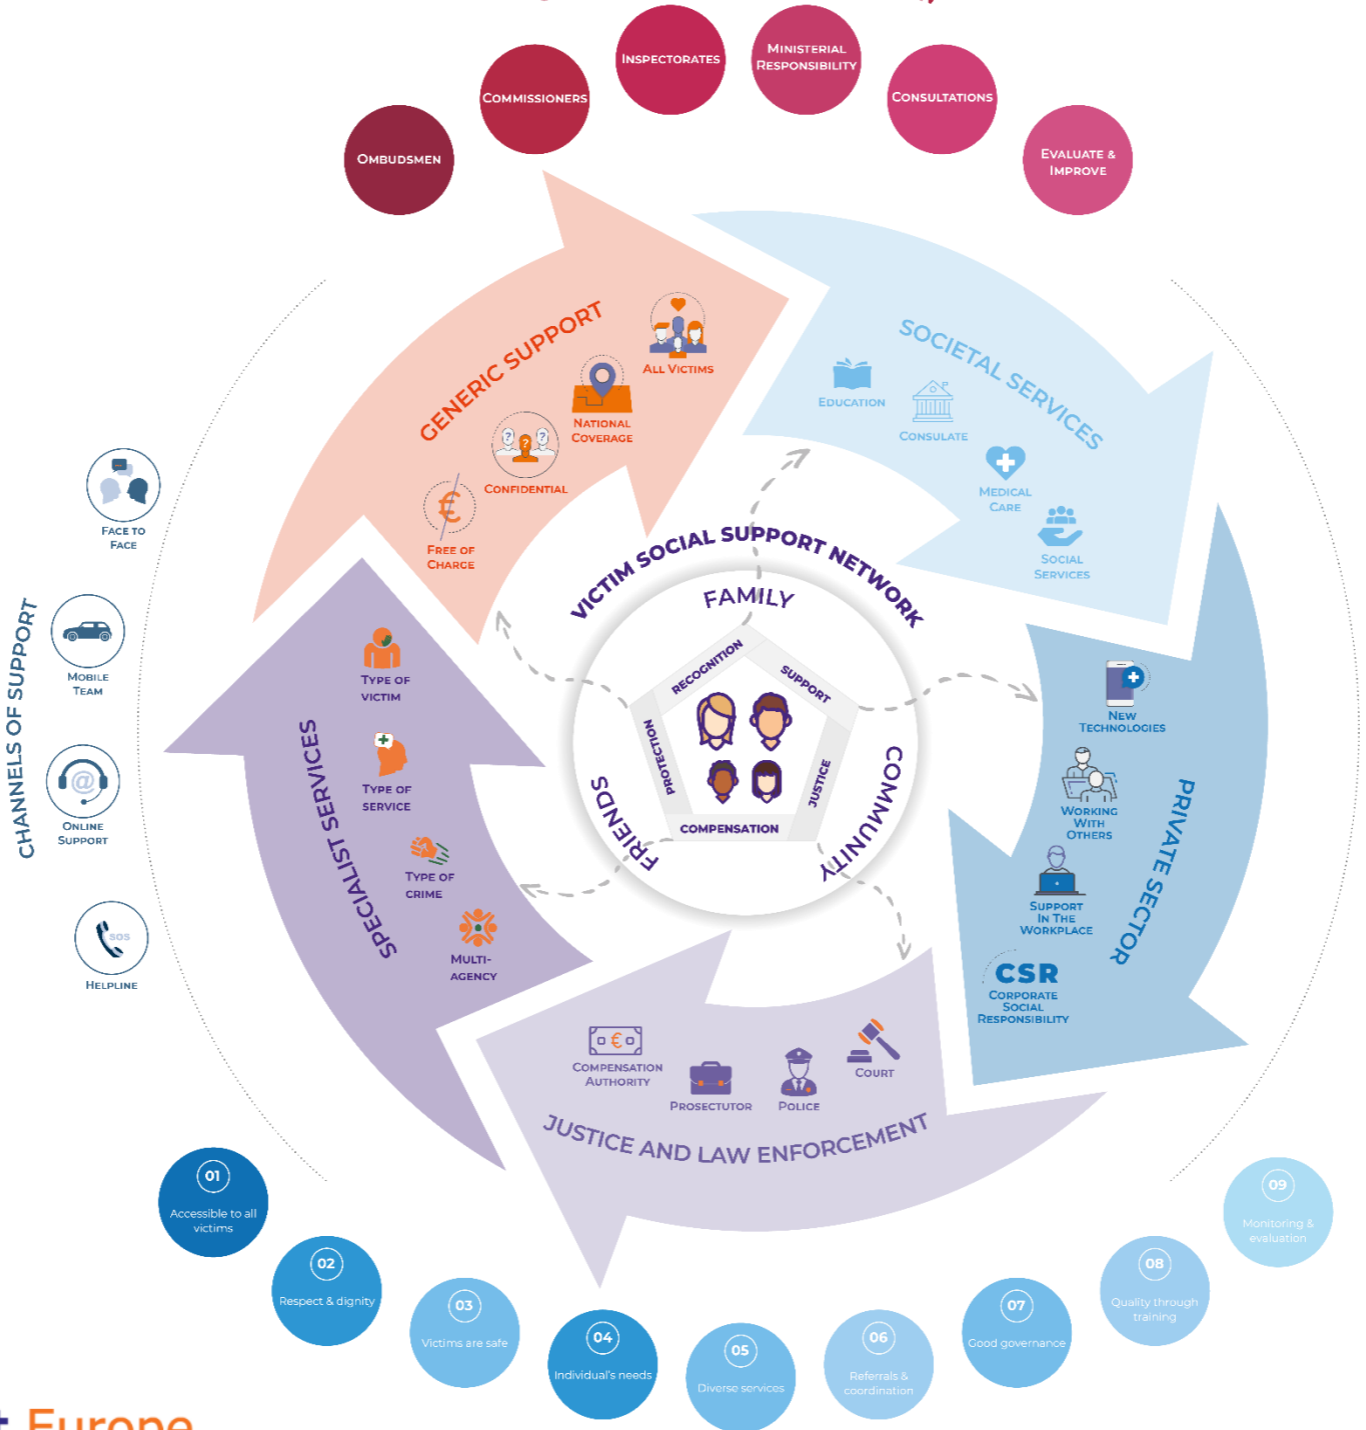 OMBUDSMEN
COMMISSIONERS
INSPECTORATES
MINISTERIAL
RESPONSIBILITY
CONSULTATIONS
EVALUATE &
IMPROVE
GENERIC SUPPORT
ALL VICTIMS
NATIONAL
COVERAGE
CONFIDENTIAL
FREE OF
CHARGE
SOCIETAL SERVICES
EDUCATION
CONSULATE
MEDICAL
CARE
SOCIAL
SERVICES
CHANNELS OF SUPPORT
FACE TO
FACE
MOBILE
TEAM
@
ONLINE
SUPPORT
SOS
HELPLINE
VICTIM SOCIAL SUPPORT NETWORK
FAMILY
COMMUNITY
FRIENDS
RECOGNITION
SUPPORT
JUSTICE
COMPENSATION
PROTECTION
SPECIALIST SERVICES
TYPE OF
VICTIM
TYPE OF
SERVICE
TYPE OF
CRIME
MULTI-
AGENCY
PRIVATE SECTOR
NEW
TECHNOLOGIES
WORKING
WITH
OTHERS
SUPPORT
IN THE
WORKPLACE
CSR
CORPORATE
SOCIAL
RESPONSIBILITY
COMPENSATION
AUTHORITY
PROSECTUTOR
POLICE
COURT
JUSTICE AND LAW ENFORCEMENT
01
Accessible to all
victims
02
Respect & dignity
03
Victims are safe
04
Individual's needs
05
Diverse services
06
Referrals &
coordination
07
Good governance
08
Quality through
training
09
Monitoring &
evaluation
Europe